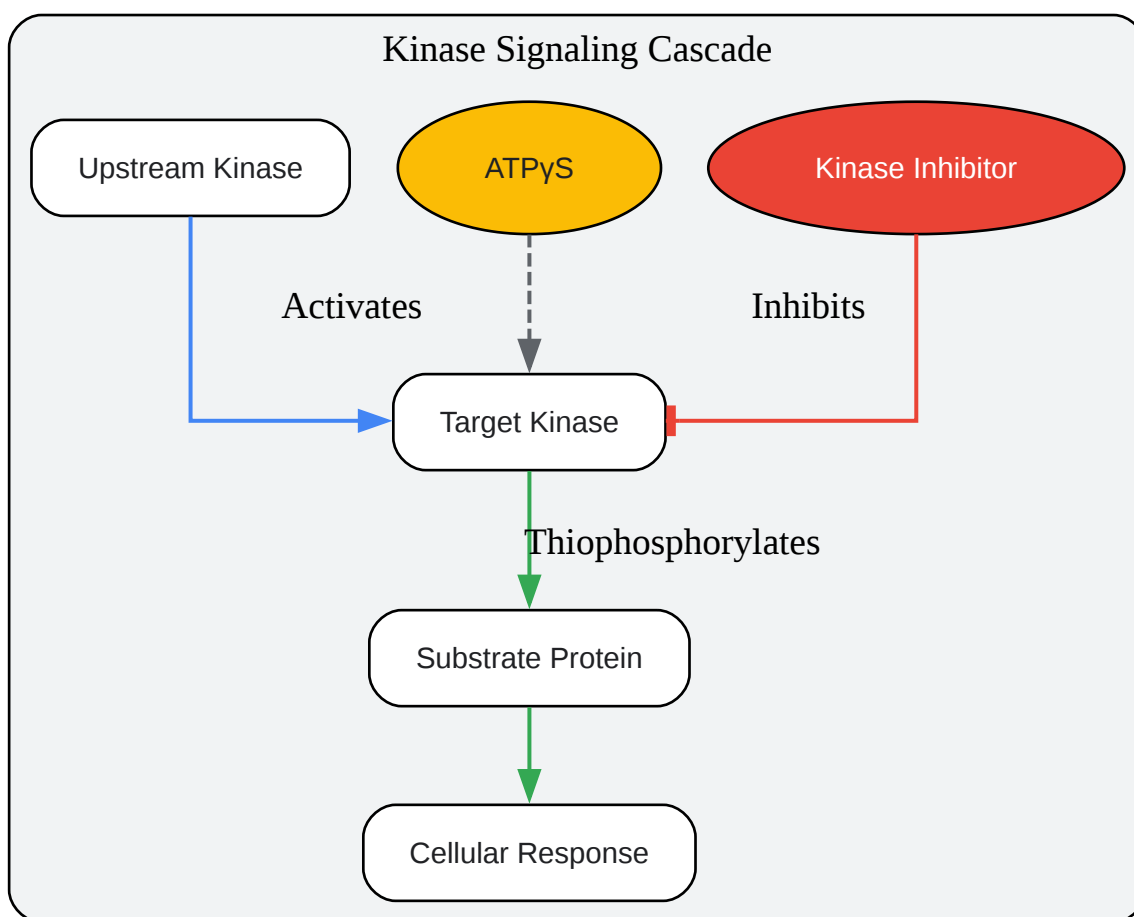 Kinase Signaling Cascade
Upstream Kinase
ATPγS
Kinase Inhibitor
Activates
Inhibits
Target Kinase
Thiophosphorylates
Substrate Protein
Cellular Response